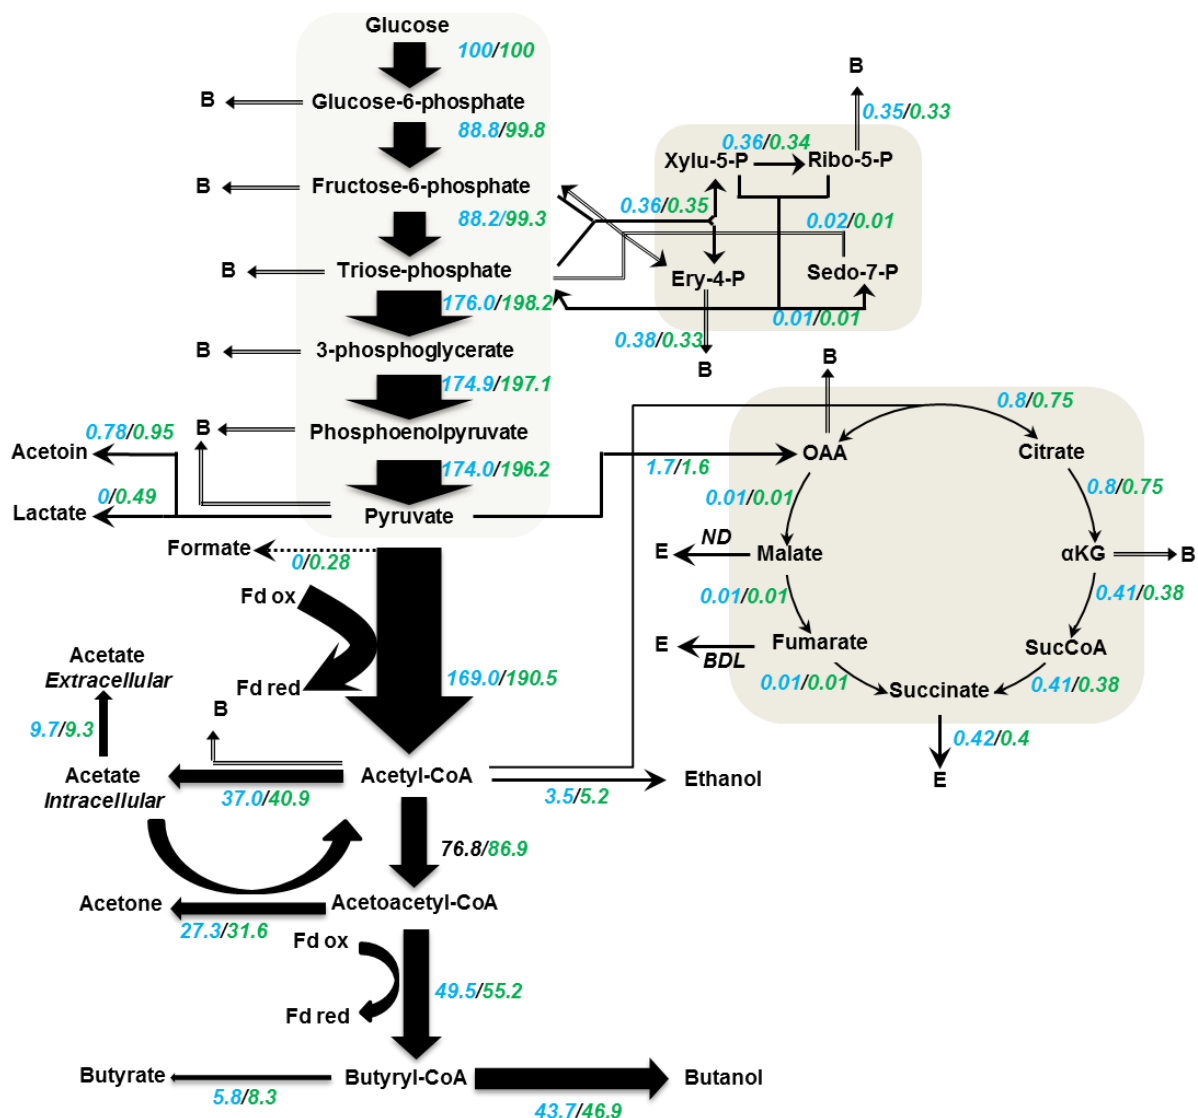 Glucose
100/100
B
Glucose-6-phosphate
88.8/99.8
B
Fructose-6-phosphate
88.2/99.3
B
Triose-phosphate
176.0/198.2
B
3-phosphoglycerate
174.9/197.1
B
Phosphoenolpyruvate
174.0/196.2
Pyruvate
B
0.35/0.33
0.36/0.34
Xylu-5-P
Ribo-5-P
0.36/0.35
0.02/0.01
Ery-4-P
Sedo-7-P
0.01/0.01
0.38/0.33
B
0.78/0.95
Acetoin
0/0.49
Lactate
1.7/1.6
B
0.8/0.75
OAA
Citrate
0.01/0.01
0.8/0.75
ND
E
Malate
αKG
B
0.01/0.01
0.41/0.38
E
BDL
Fumarate
SucCoA
0.01/0.01
Succinate
0.41/0.38
0.42/0.4
E
Formate
0/0.28
Fd ox
Fd red
169.0/190.5
Acetate
Extracellular
9.7/9.3
B
Acetate
Intracellular
37.0/40.9
Acetyl-CoA
3.5/5.2
Ethanol
76.8/86.9
Acetone
27.3/31.6
Acetoacetyl-CoA
Fd ox
49.5/55.2
Fd red
Butyrate
5.8/8.3
Butyryl-CoA
43.7/46.9
Butanol